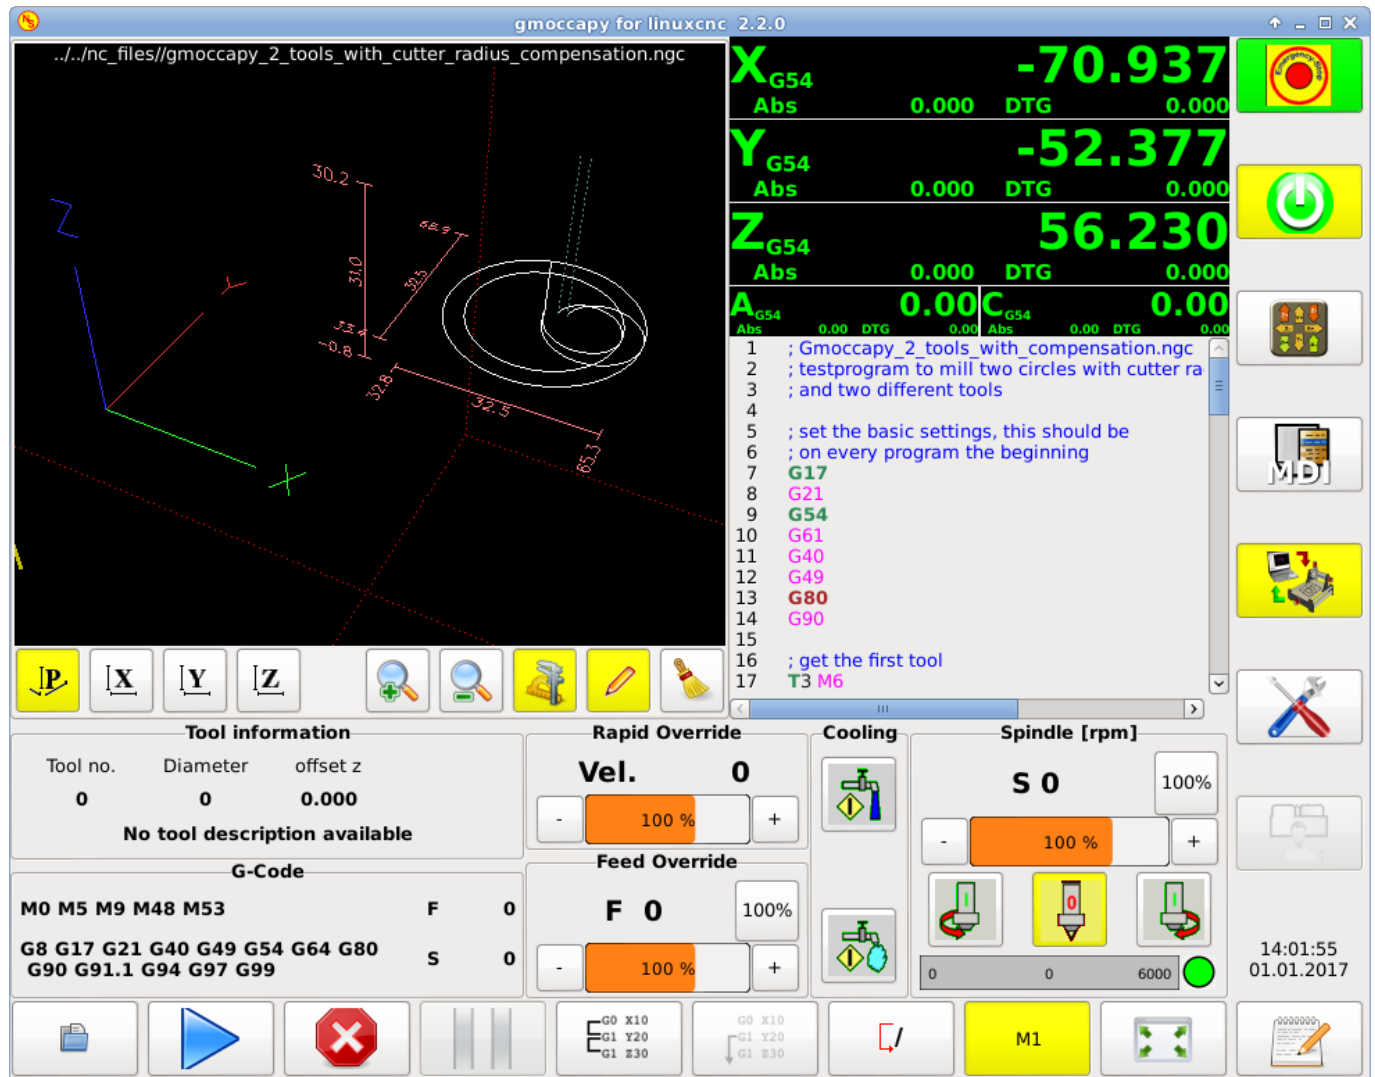 gmoccapy for linuxcnc 2.2.0
../../nc_files//gmoccapy_2_tools_with_cutter_radius_compensation.ngc
Z
Y
X
30.2
31.0
-0.8
68.9
32.5
33.4
32.8
32.5
65.3
X G54 -70.937
Abs 0.000 DTG 0.000
Y G54 -52.377
Abs 0.000 DTG 0.000
Z G54 56.230
Abs 0.000 DTG 0.000
A G54 0.00 C G54 0.00
Abs 0.00 DTG 0.00 Abs 0.00 DTG 0.00
Emergency-Stop
1 ; Gmoccapy_2_tools_with_compensation.ngc
2 ; testprogram to mill two circles with cutter ra
3 ; and two different tools
4
5 ; set the basic settings, this should be
6 ; on every program the beginning
7 G17
8 G21
9 G54
10 G61
11 G40
12 G49
13 G80
14 G90
15
16 ; get the first tool
17 T3 M6
MDI
P X Y Z
Tool information
Tool no. Diameter offset z
0 0 0.000
No tool description available
G-Code
M0 M5 M9 M48 M53 F 0
G8 G17 G21 G40 G49 G54 G64 G80
G90 G91.1 G94 G97 G99
S 0
Rapid Override
Vel. 0
- 100 % +
Feed Override
F 0 100%
- 100 % +
Cooling
Spindle [rpm]
S 0 100%
- 100 % +
I 0 I
0 0 6000
14:01:55
01.01.2017
G0 X10
G1 Y20
G1 Z30
G0 X10
G1 Y20
G1 Z30
/
M1